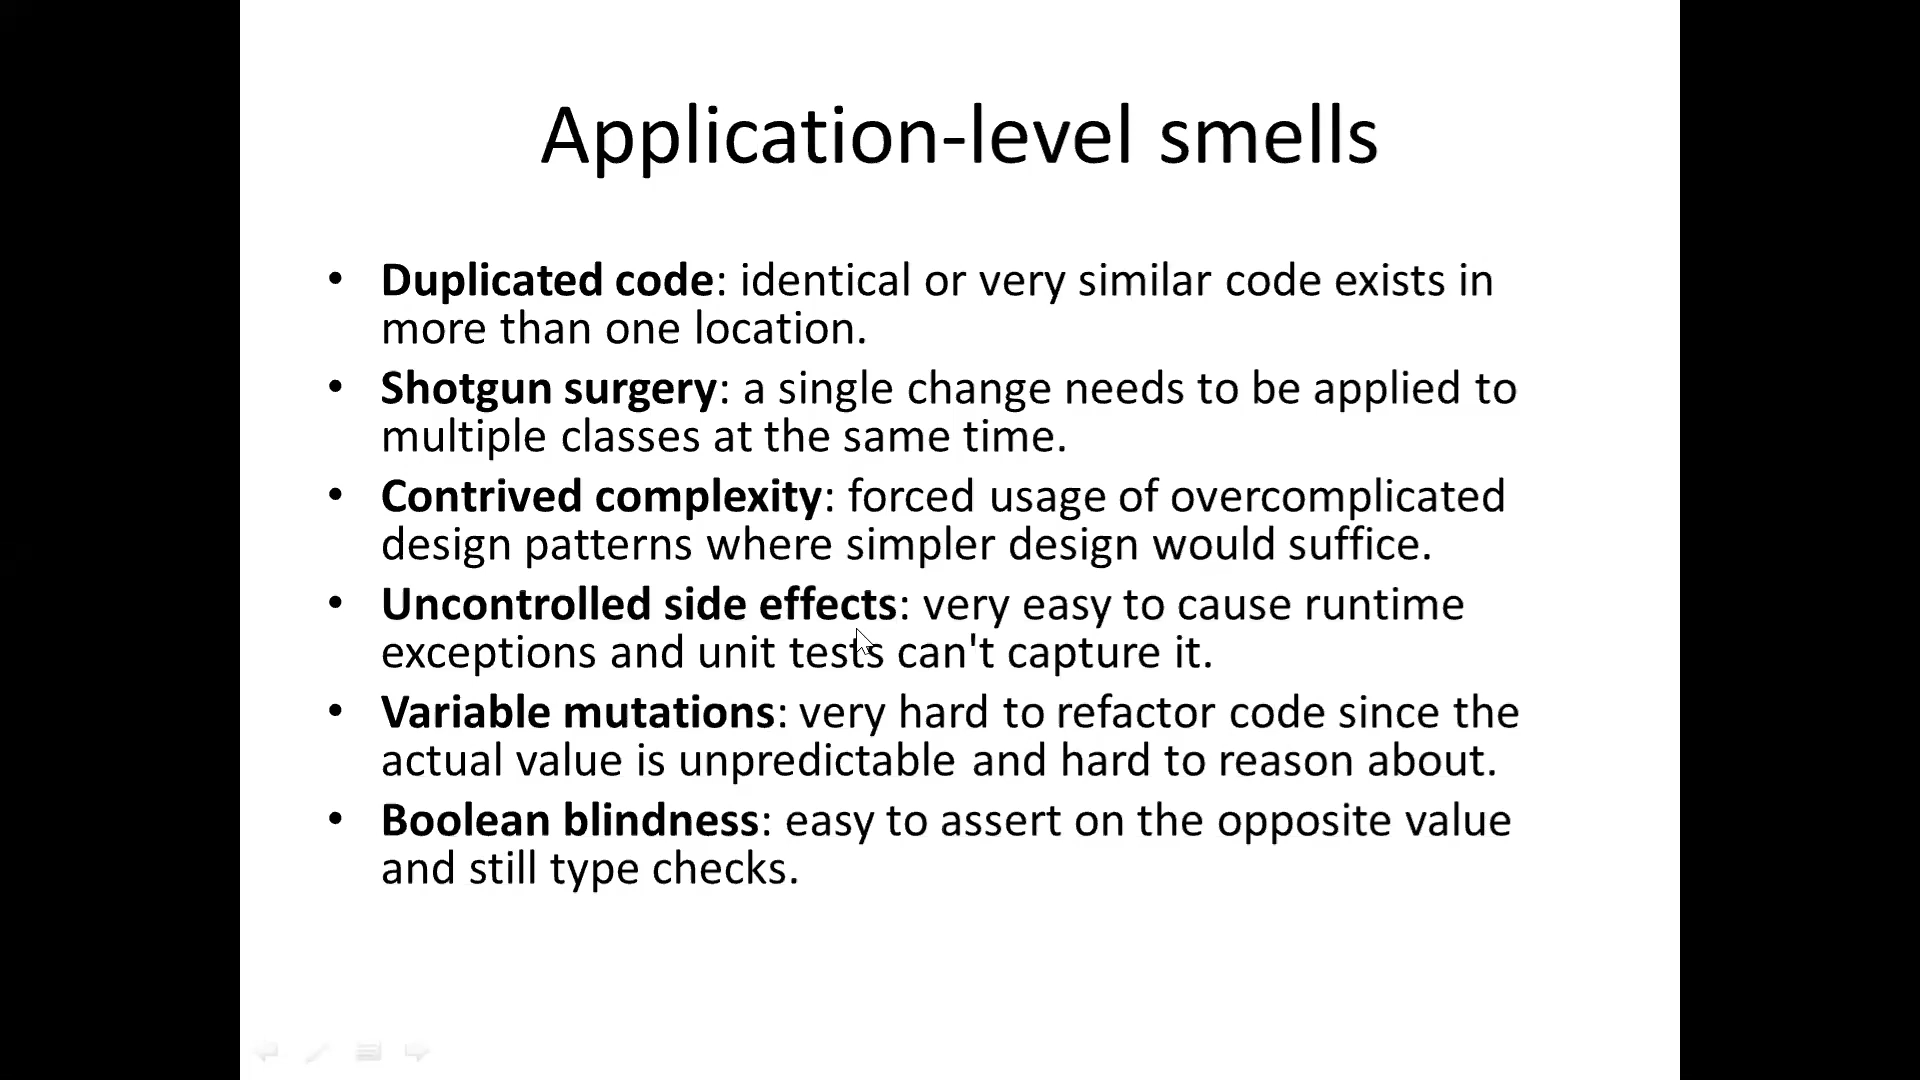 Application-level smells
• Duplicated code: identical or very similar code exists in
more than one location.
• Shotgun surgery: a single change needs to be applied to
multiple classes at the same time.
• Contrived complexity: forced usage of overcomplicated
design patterns where simpler design would suffice.
• Uncontrolled side effects: very easy to cause runtime
exceptions and unit tests can't capture it.
• Variable mutations: very hard to refactor code since the
actual value is unpredictable and hard to reason about.
• Boolean blindness: easy to assert on the opposite value
and still type checks.